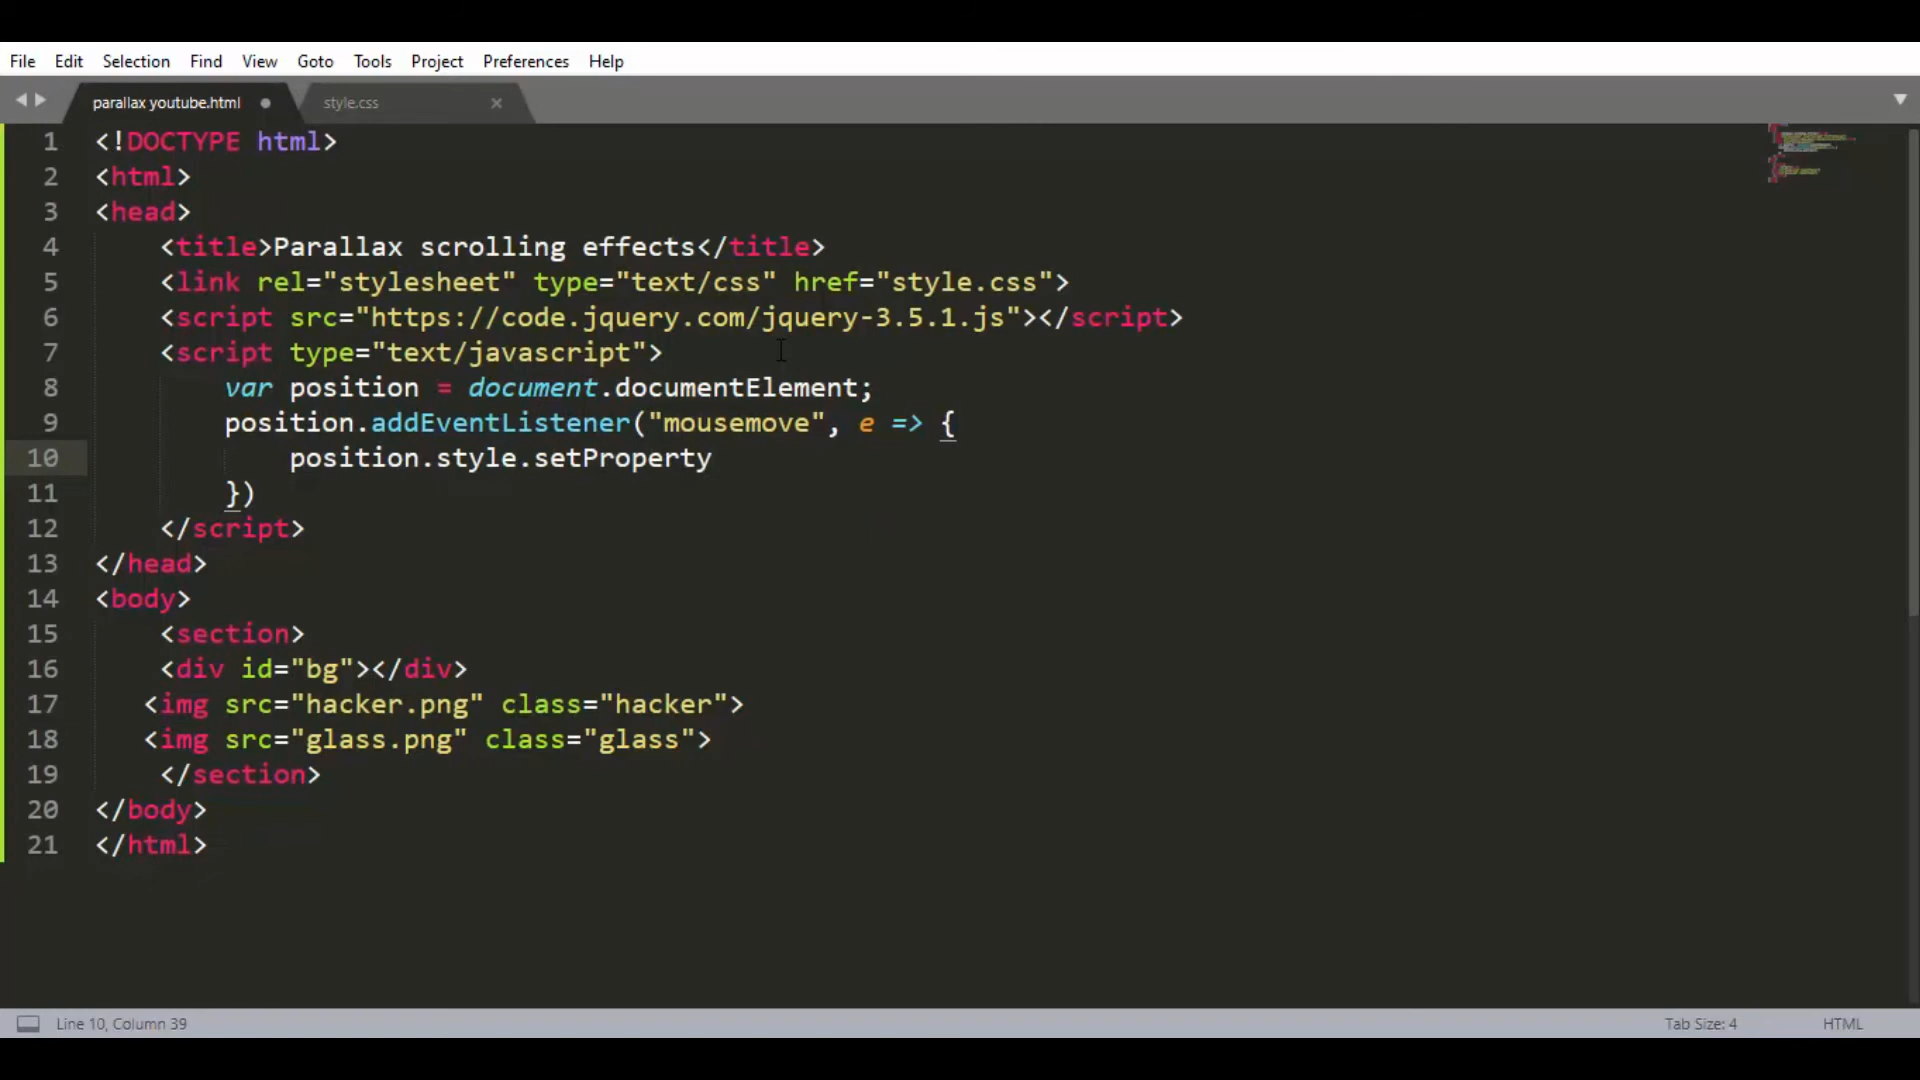 File Edit Selection Find View Goto Tools Project Preferences Help
parallax youtube.html style.css
1 <!DOCTYPE html>
2 <html>
3 <head>
4 <title>Parallax scrolling effects</title>
5 <link rel="stylesheet" type="text/css" href="style.css">
6 <script src="https://code.jquery.com/jquery-3.5.1.js"></script>
7 <script type="text/javascript">
8 var position = document.documentElement;
9 position.addEventListener("mousemove", e => {
10 position.style.setProperty
11 })
12 </script>
13 </head>
14 <body>
15 <section>
16 <div id="bg"></div>
17 <img src="hacker.png" class="hacker">
18 <img src="glass.png" class="glass">
19 </section>
20 </body>
21 </html>
Line 10, Column 39 Tab Size: 4 HTML